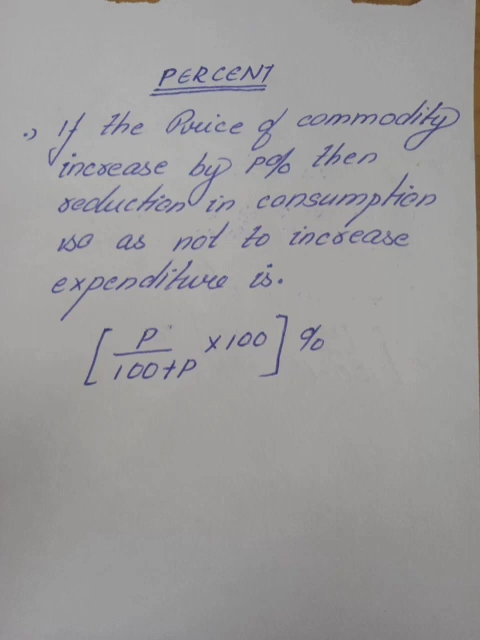 PERCENT
.) If the Price of commodity
increase by P% then
reduction in consumption
so as not to increase
expenditure is.
[P/100+P ×100] %